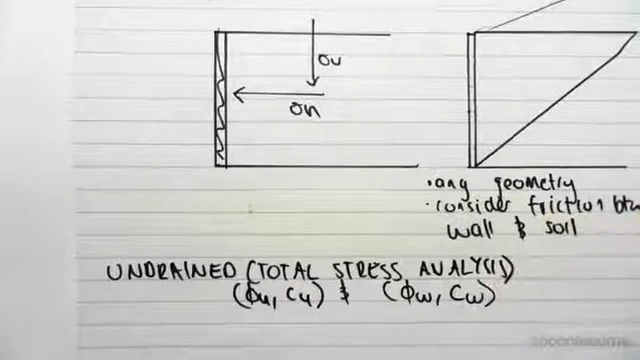 σv
σh
• any geometry
• consider friction btw
wall & soil
UNDRAINED (TOTAL STRESS ANALYSIS)
(ϕu, Cu) & (ϕw, Cw)